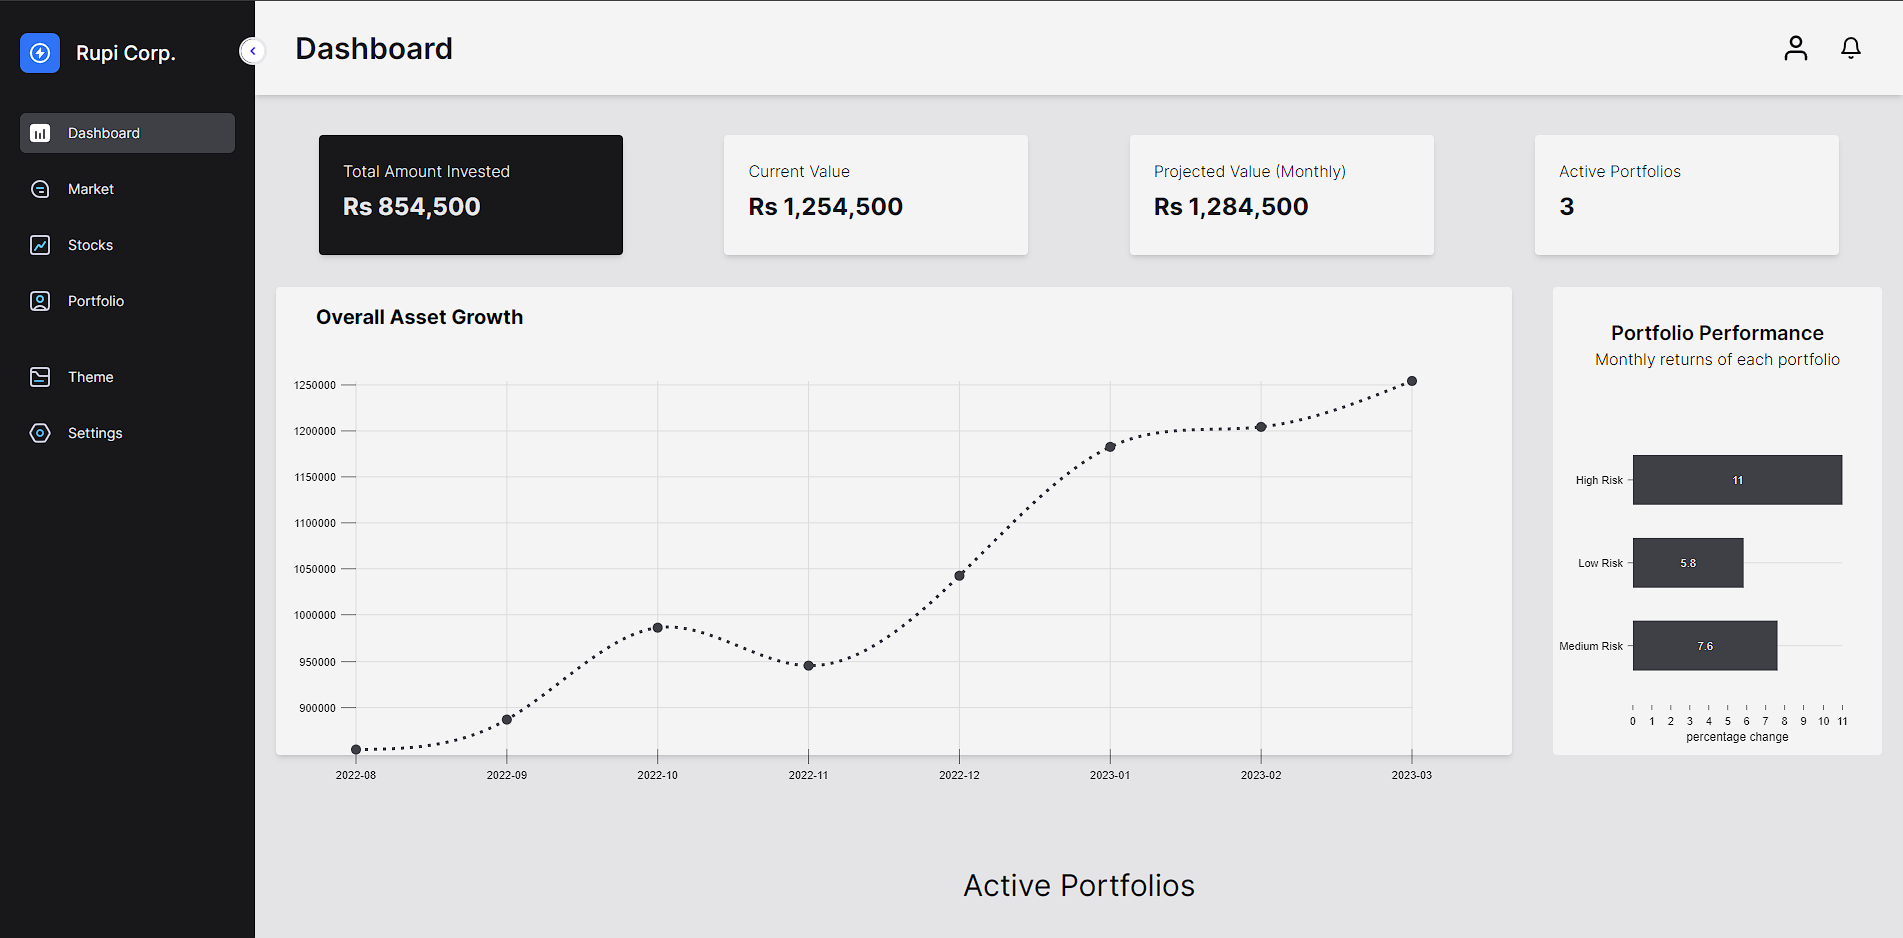 Rupi Corp.
Dashboard
Market
Stocks
Portfolio
Theme
Settings
Dashboard
Total Amount Invested
Rs 854,500
Current Value
Rs 1,254,500
Projected Value (Monthly)
Rs 1,284,500
Active Portfolios
3
Overall Asset Growth
1250000
1200000
1150000
1100000
1050000
1000000
950000
900000
2022-08 2022-09 2022-10 2022-11 2022-12 2023-01 2023-02 2023-03
Portfolio Performance
Monthly returns of each portfolio
High Risk 11
Low Risk 5.8
Medium Risk 7.6
0 1 2 3 4 5 6 7 8 9 10 11
percentage change
Active Portfolios